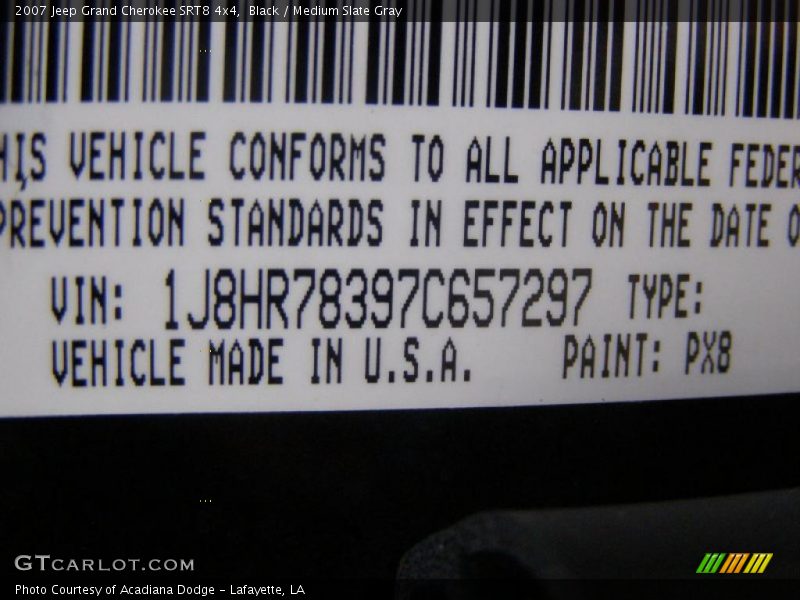 2007 Jeep Grand Cherokee SRT8 4x4, Black / Medium Slate Gray
HIS VEHICLE CONFORMS TO ALL APPLICABLE FEDER
PREVENTION STANDARDS IN EFFECT ON THE DATE O
VIN: 1J8HR78397C657297 TYPE:
VEHICLE MADE IN U.S.A. PAINT: PX8
GTCARLOT.COM
Photo Courtesy of Acadiana Dodge - Lafayette, LA